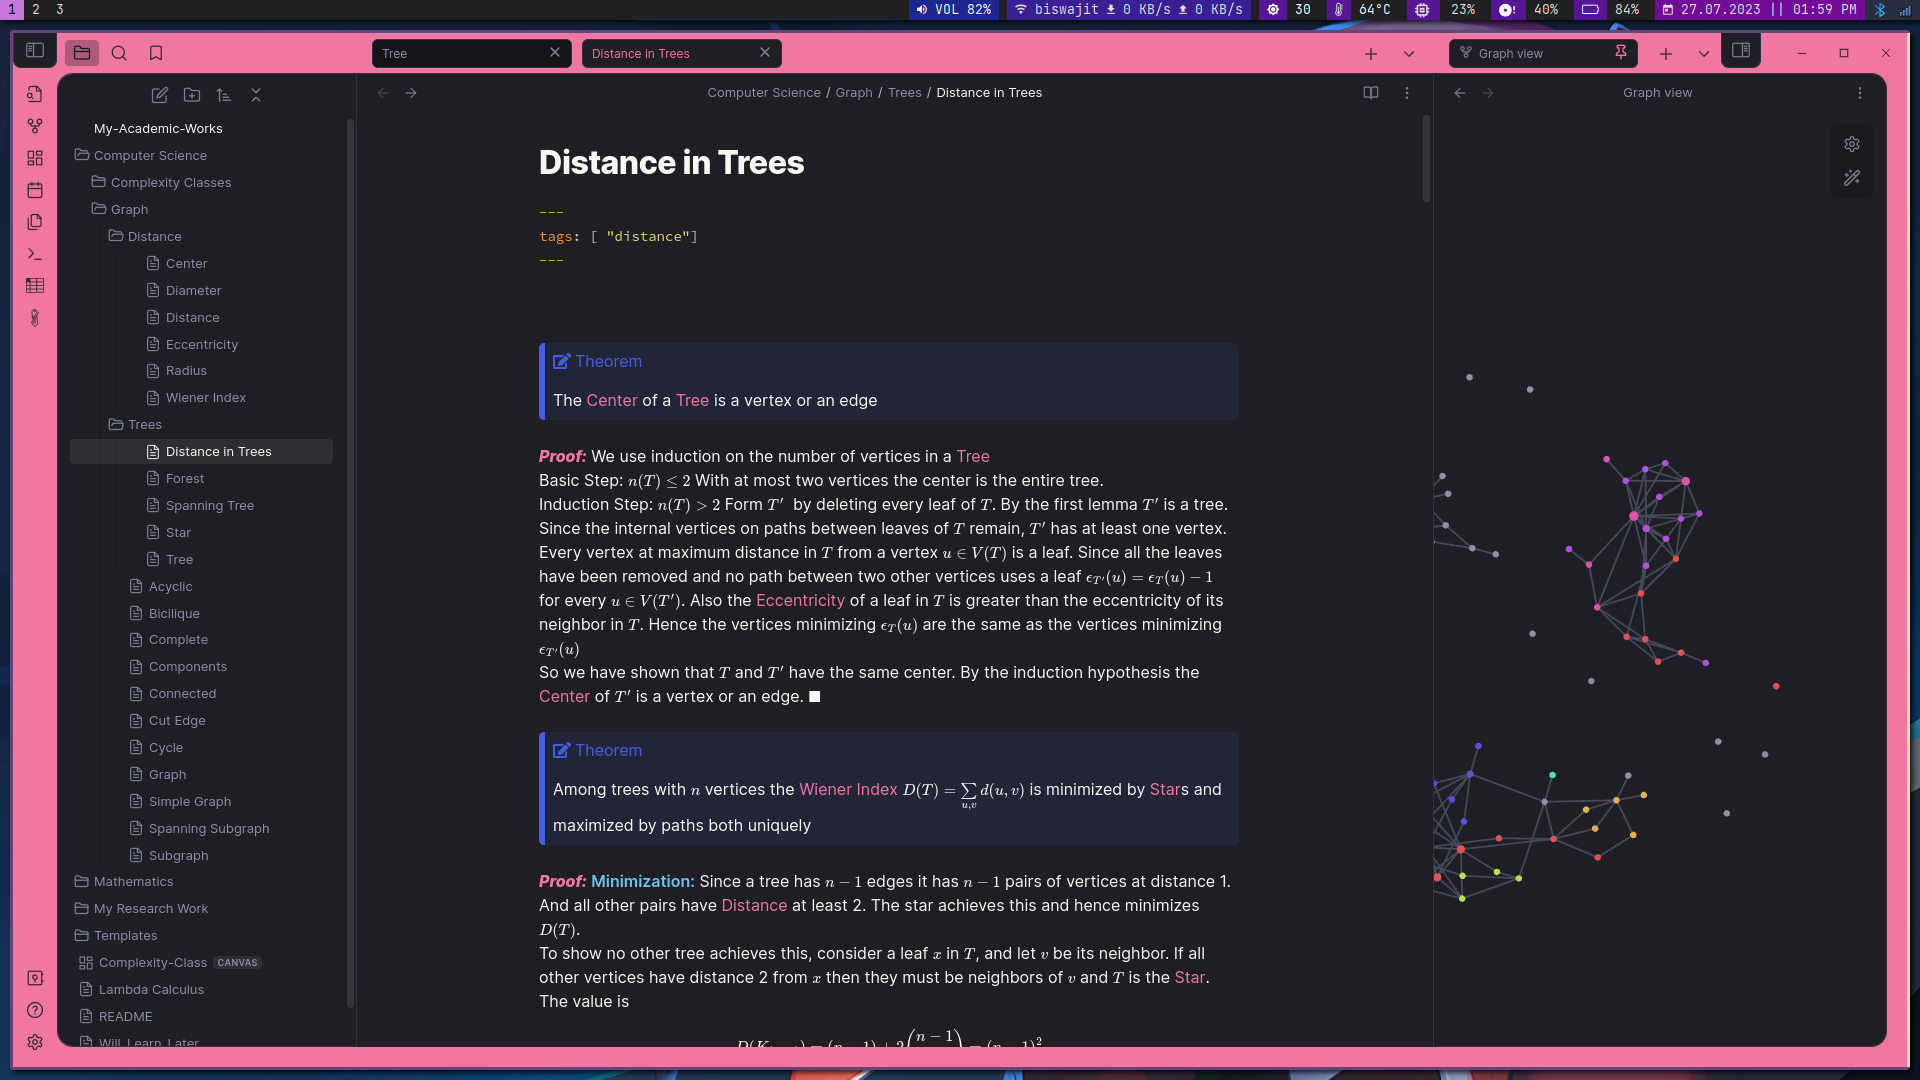 1 2 3
VOL 82% biswajit 0 KB/s 0 KB/s 30 64°C 23% 40% 84% 27.07.2023 || 01:59 PM
Tree
Distance in Trees
Graph view
My-Academic-Works
Computer Science
Complexity Classes
Graph
Distance
Center
Diameter
Distance
Eccentricity
Radius
Wiener Index
Trees
Distance in Trees
Forest
Spanning Tree
Star
Tree
Acyclic
Bicilique
Complete
Components
Connected
Cut Edge
Cycle
Graph
Simple Graph
Spanning Subgraph
Subgraph
Mathematics
My Research Work
Templates
Complexity-Class CANVAS
Lambda Calculus
README
Will Learn Later
Computer Science / Graph / Trees / Distance in Trees
Distance in Trees
---
tags: [ "distance"]
---
Theorem
The Center of a Tree is a vertex or an edge
Proof: We use induction on the number of vertices in a Tree
Basic Step: n(T) ≤ 2 With at most two vertices the center is the entire tree.
Induction Step: n(T) > 2 Form T′ by deleting every leaf of T. By the first lemma T′ is a tree.
Since the internal vertices on paths between leaves of T remain, T′ has at least one vertex.
Every vertex at maximum distance in T from a vertex u ∈ V(T) is a leaf. Since all the leaves
have been removed and no path between two other vertices uses a leaf ϵ_T′(u) = ϵ_T(u) − 1
for every u ∈ V(T′). Also the Eccentricity of a leaf in T is greater than the eccentricity of its
neighbor in T. Hence the vertices minimizing ϵ_T(u) are the same as the vertices minimizing
ϵ_T′(u)
So we have shown that T and T′ have the same center. By the induction hypothesis the
Center of T′ is a vertex or an edge. ■
Theorem
Among trees with n vertices the Wiener Index D(T) = ∑_{u,v} d(u, v) is minimized by Stars and
maximized by paths both uniquely
Proof: Minimization: Since a tree has n − 1 edges it has n − 1 pairs of vertices at distance 1.
And all other pairs have Distance at least 2. The star achieves this and hence minimizes
D(T).
To show no other tree achieves this, consider a leaf x in T, and let v be its neighbor. If all
other vertices have distance 2 from x then they must be neighbors of v and T is the Star.
The value is
Graph view